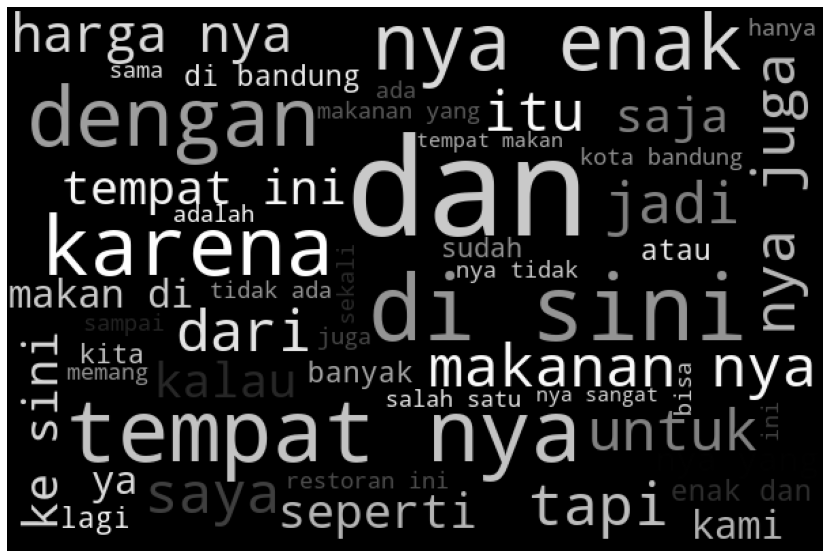 harga nya
nya enak
hanya
sama
di bandung
ada
dengan
makanan yang
itu
saja
nya juga
tempat makan
kota bandung
dan
tempat ini
adalah
jadi
karena
sudah
atau
nya tidak
sekali
makan di
tidak ada
di sini
sampai
dari
juga
kita
memang
kalau
banyak
makanan nya
bisa
salah satu
nya sangat
ke sini
tempat nya
untuk
ini
ya
lagi
saya
restoran ini
seperti
tapi
enak dan
kami